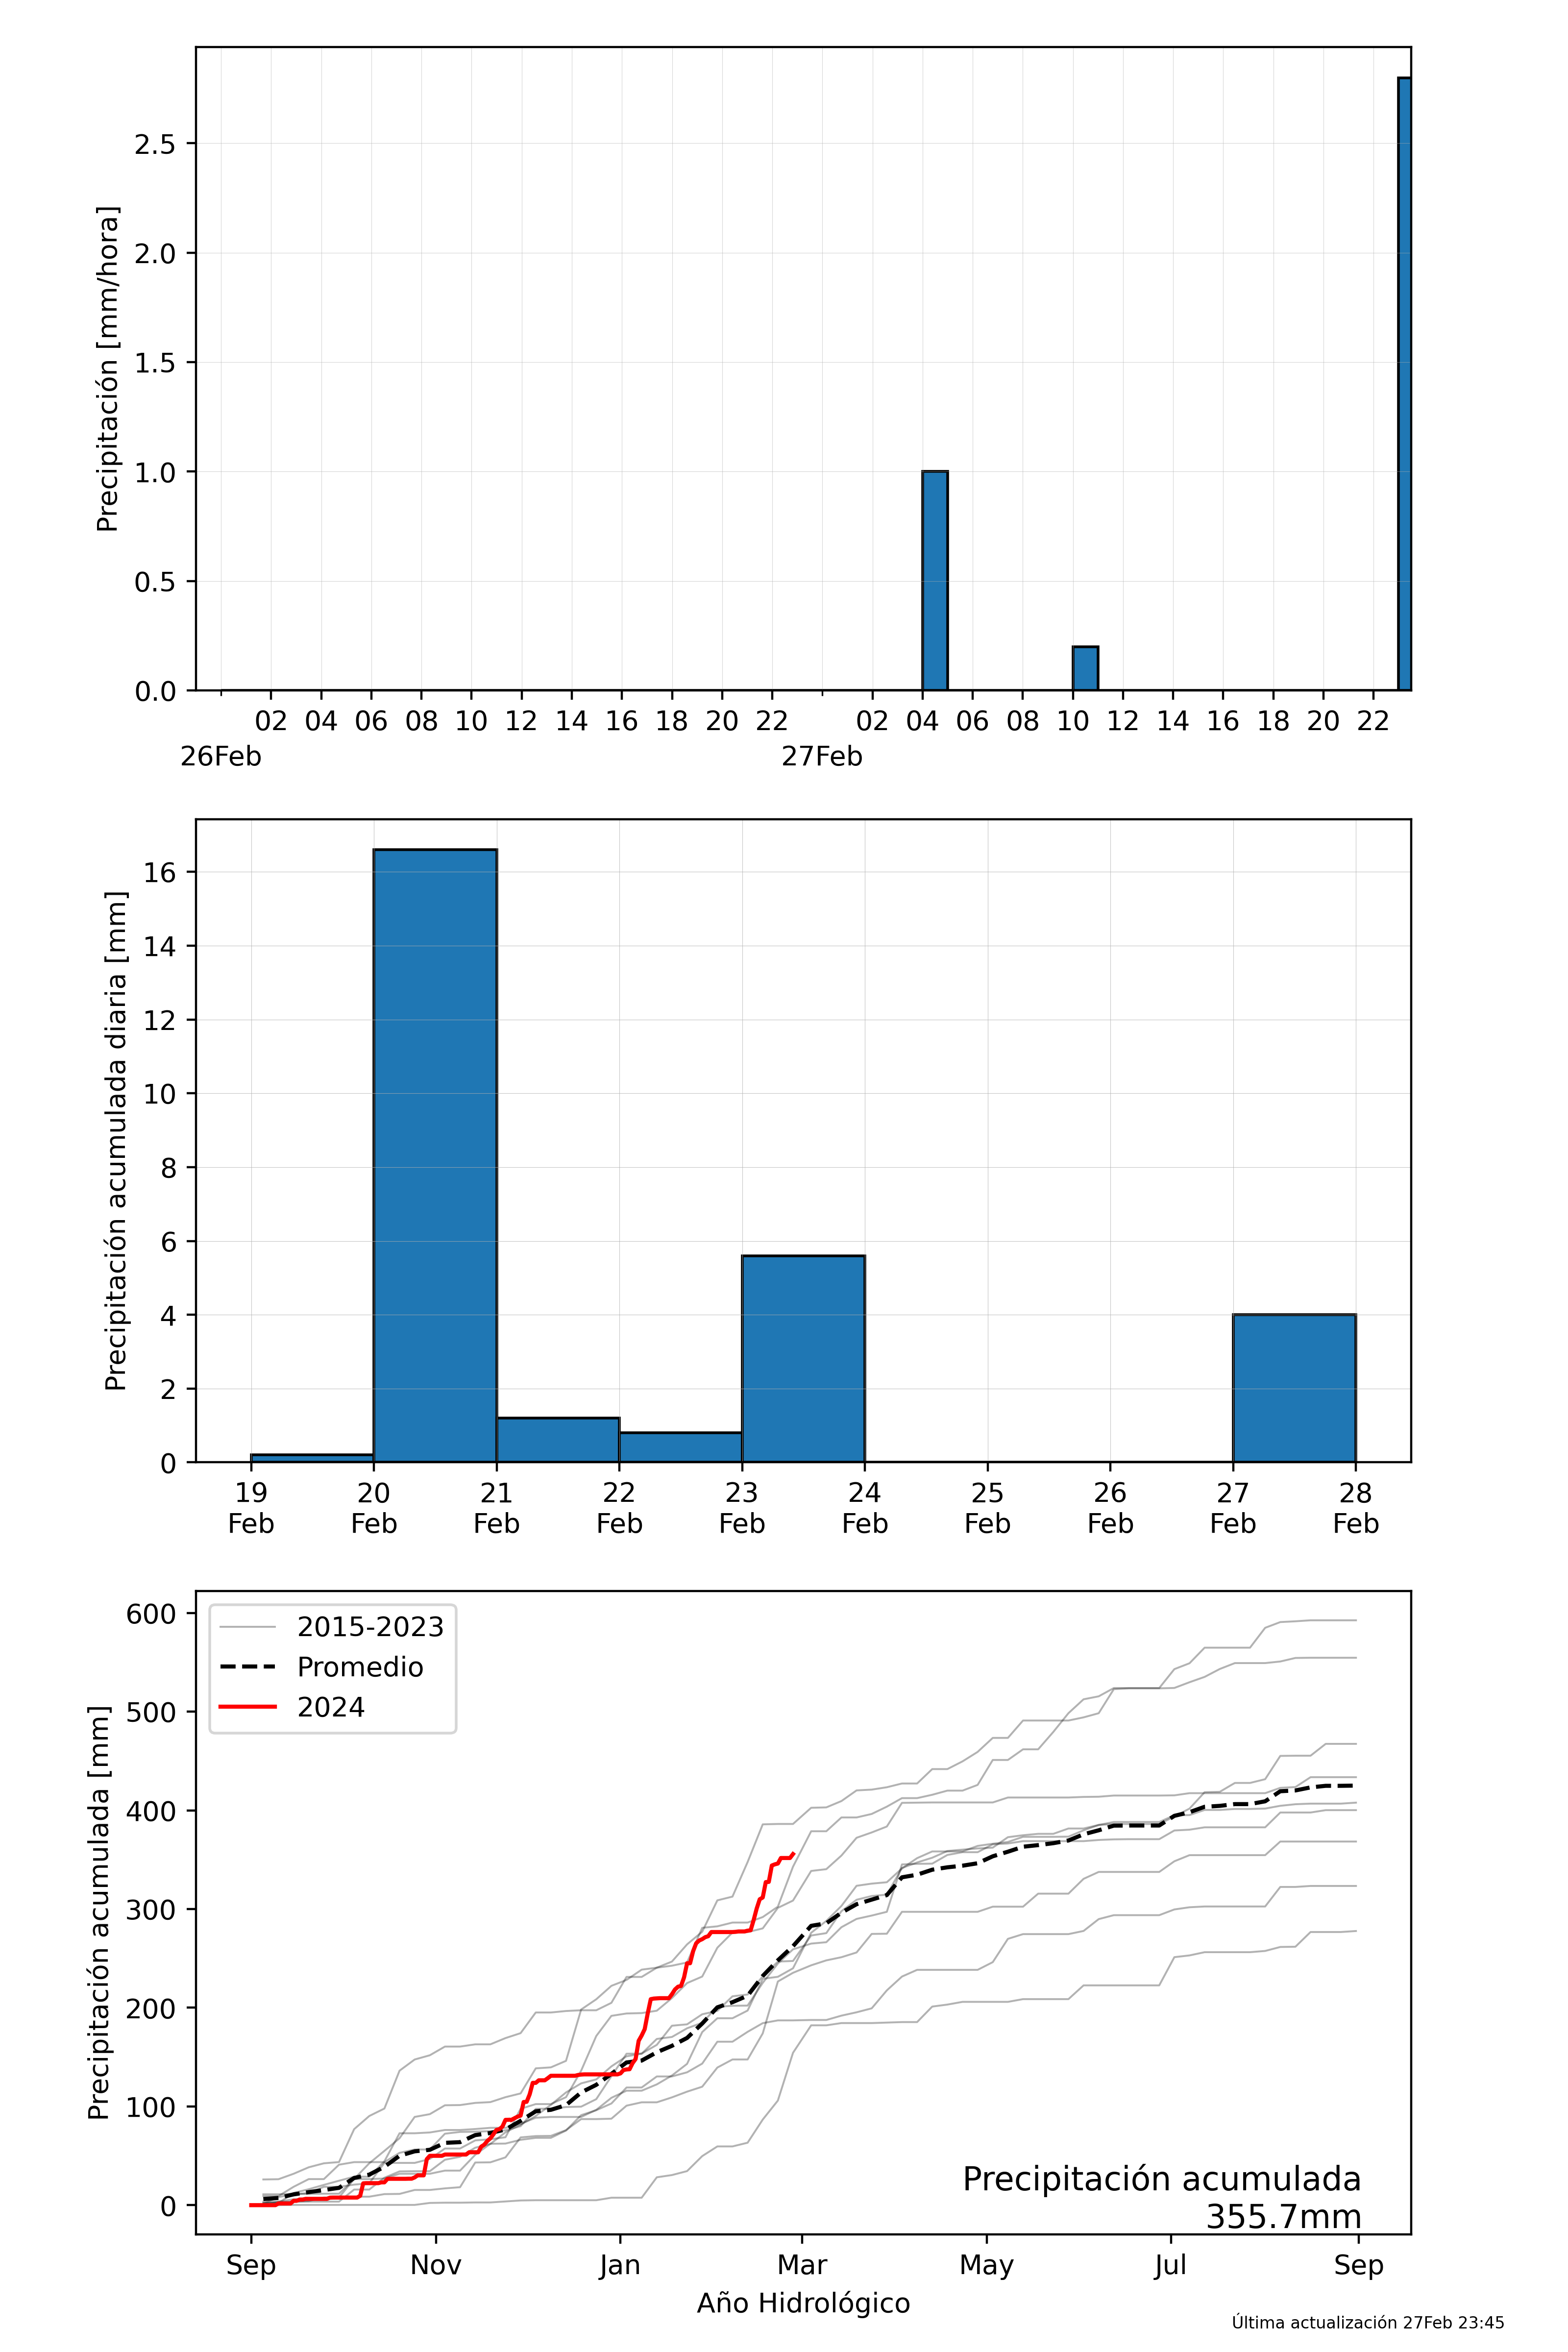 Precipitación [mm/hora]
2.5
2.0
1.5
1.0
0.5
0.0
02 04 06 08 10 12 14 16 18 20 22 02 04 06 08 10 12 14 16 18 20 22
26Feb 27Feb
Precipitación acumulada diaria [mm]
16
14
12
10
8
6
4
2
0
19 20 21 22 23 24 25 26 27 28
Feb Feb Feb Feb Feb Feb Feb Feb Feb Feb
Precipitación acumulada [mm]
600
500
400
300
200
100
0
2015-2023
Promedio
2024
Precipitación acumulada
355.7mm
Sep Nov Jan Mar May Jul Sep
Año Hidrológico
Última actualización 27Feb 23:45